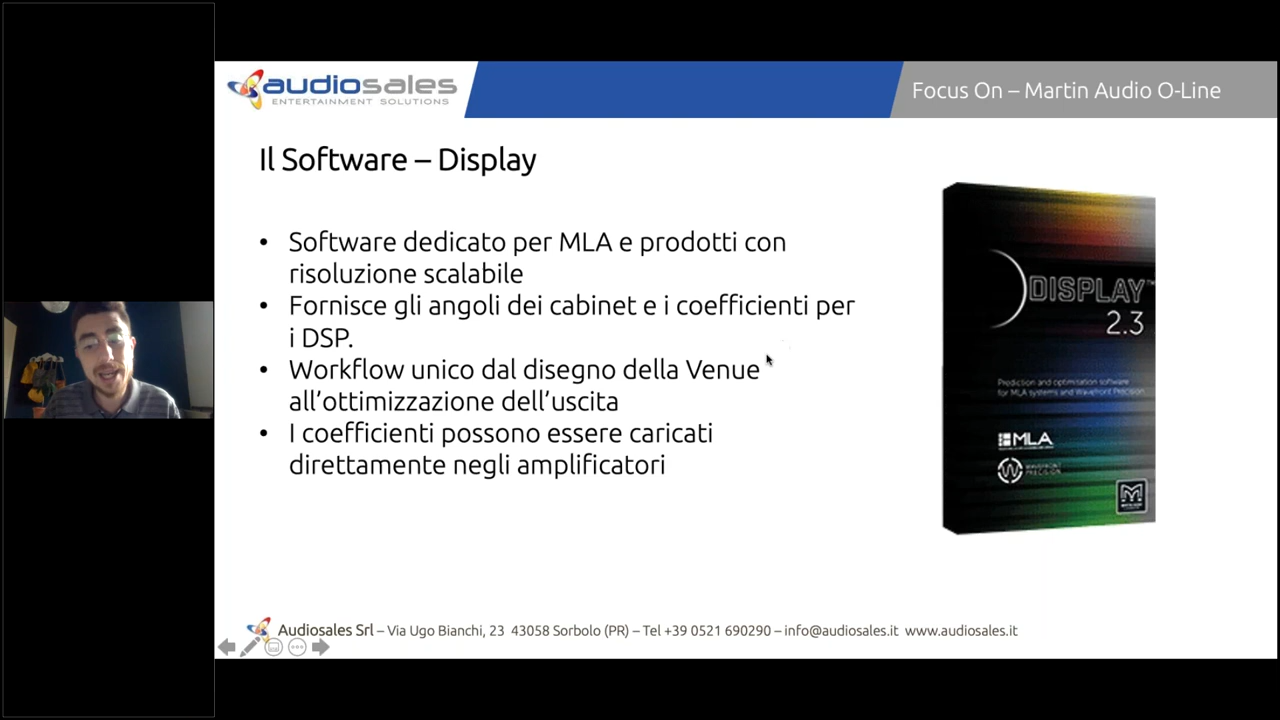 audiosales
ENTERTAINMENT SOLUTIONS
Focus On – Martin Audio O-Line
Il Software – Display
• Software dedicato per MLA e prodotti con
risoluzione scalabile
• Fornisce gli angoli dei cabinet e i coefficienti per
i DSP.
• Workflow unico dal disegno della Venue
all’ottimizzazione dell’uscita
• I coefficienti possono essere caricati
direttamente negli amplificatori
DISPLAY™
2.3
Prediction and optimisation software
for MLA systems and Wavefront Precision
MLA
WAVEFRONT
PRECISION
Audiosales Srl – Via Ugo Bianchi, 23 43058 Sorbolo (PR) – Tel +39 0521 690290 – info@audiosales.it www.audiosales.it